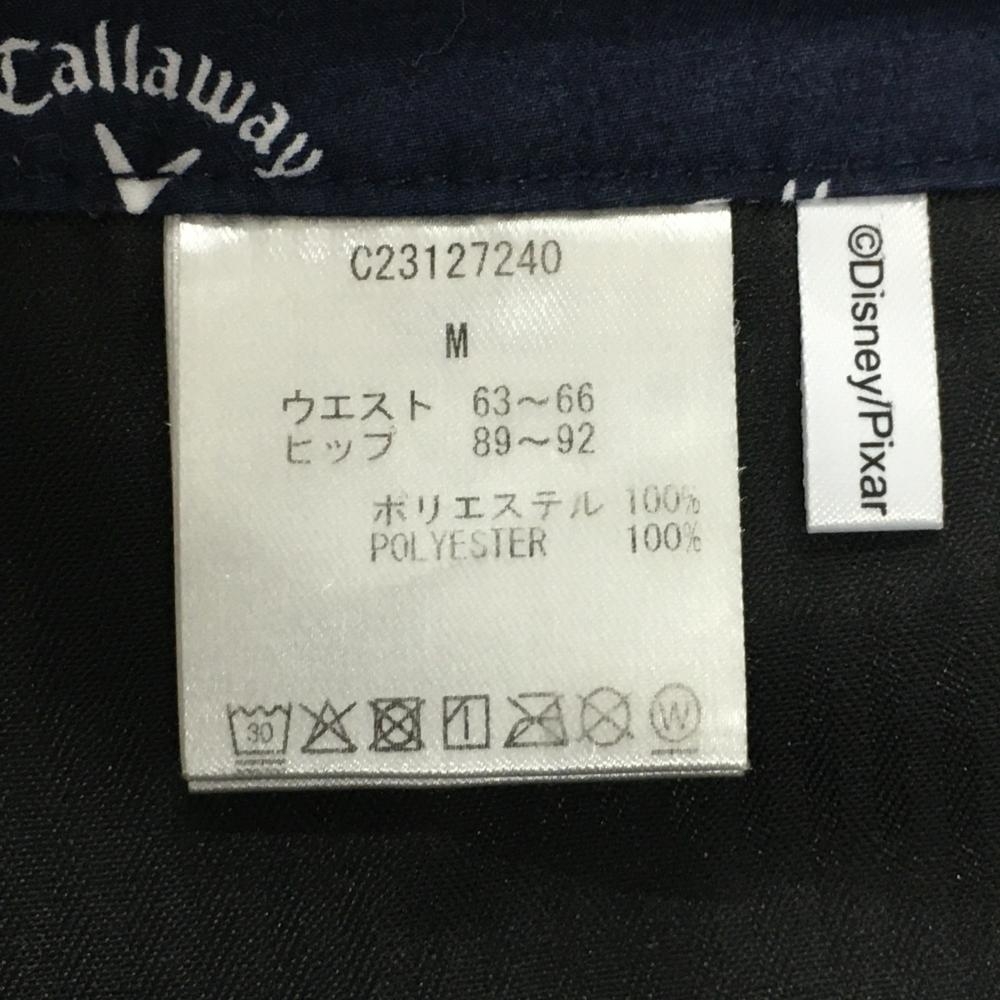 Callaway
C23127240
M
ウエスト 63～66
ヒップ 89～92
ポリエステル 100%
POLYESTER 100%
30
W
©Disney/Pixar